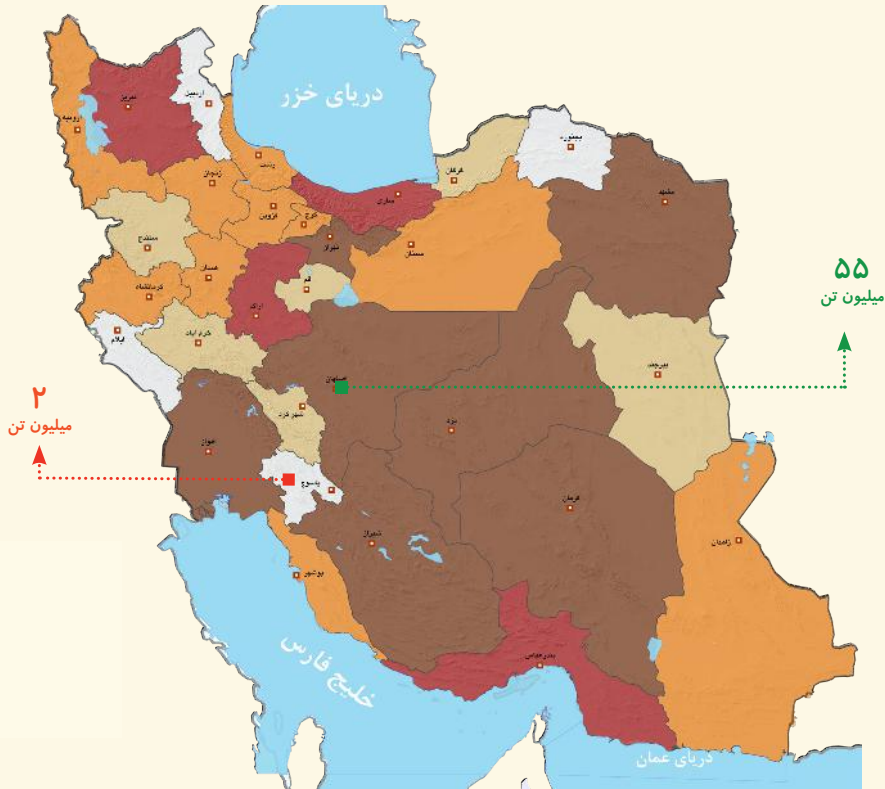 دریای خزر
تبریز
اردبیل
ارومیه
بجنورد
رشت
زنجان
گرگان
مشهد
ساری
قزوین
کرج
تهران
سمنان
سنندج
همدان
قم
۵۵
میلیون تن
کرمانشاه
اراک
ایلام
خرم آباد
بیرجند
اصفهان
۲
میلیون تن
شهر کرد
یزد
اهواز
یاسوج
کرمان
شیراز
زاهدان
بوشهر
بندرعباس
خلیج فارس
دریای عمان